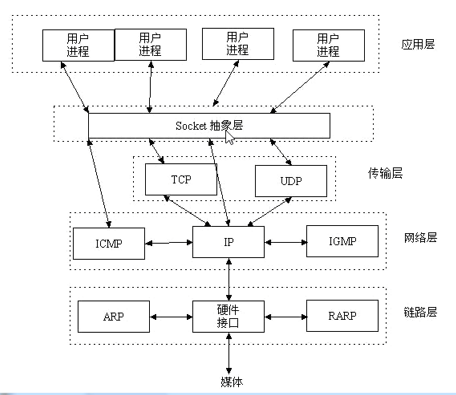 用户
进程
用户
进程
用户
进程
用户
进程
应用层
Socket 抽象层
TCP
UDP
传输层
ICMP
IP
IGMP
网络层
ARP
硬件
接口
RARP
链路层
媒体